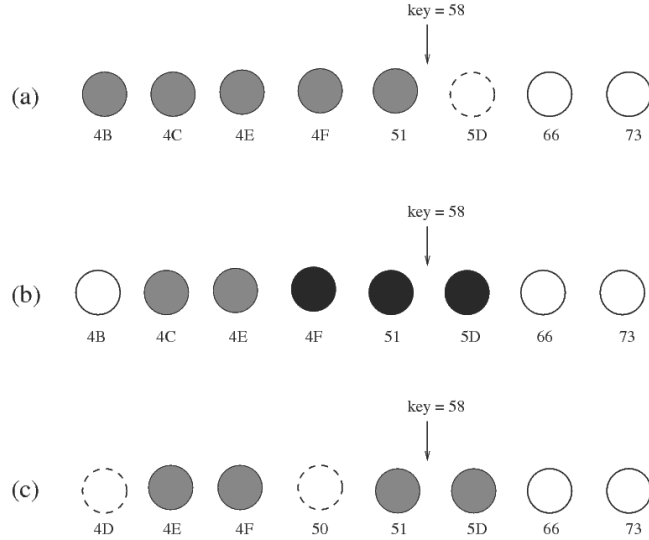 key = 58
(a)
4B 4C 4E 4F 51 5D 66 73
key = 58
(b)
4B 4C 4E 4F 51 5D 66 73
key = 58
(c)
4D 4E 4F 50 51 5D 66 73